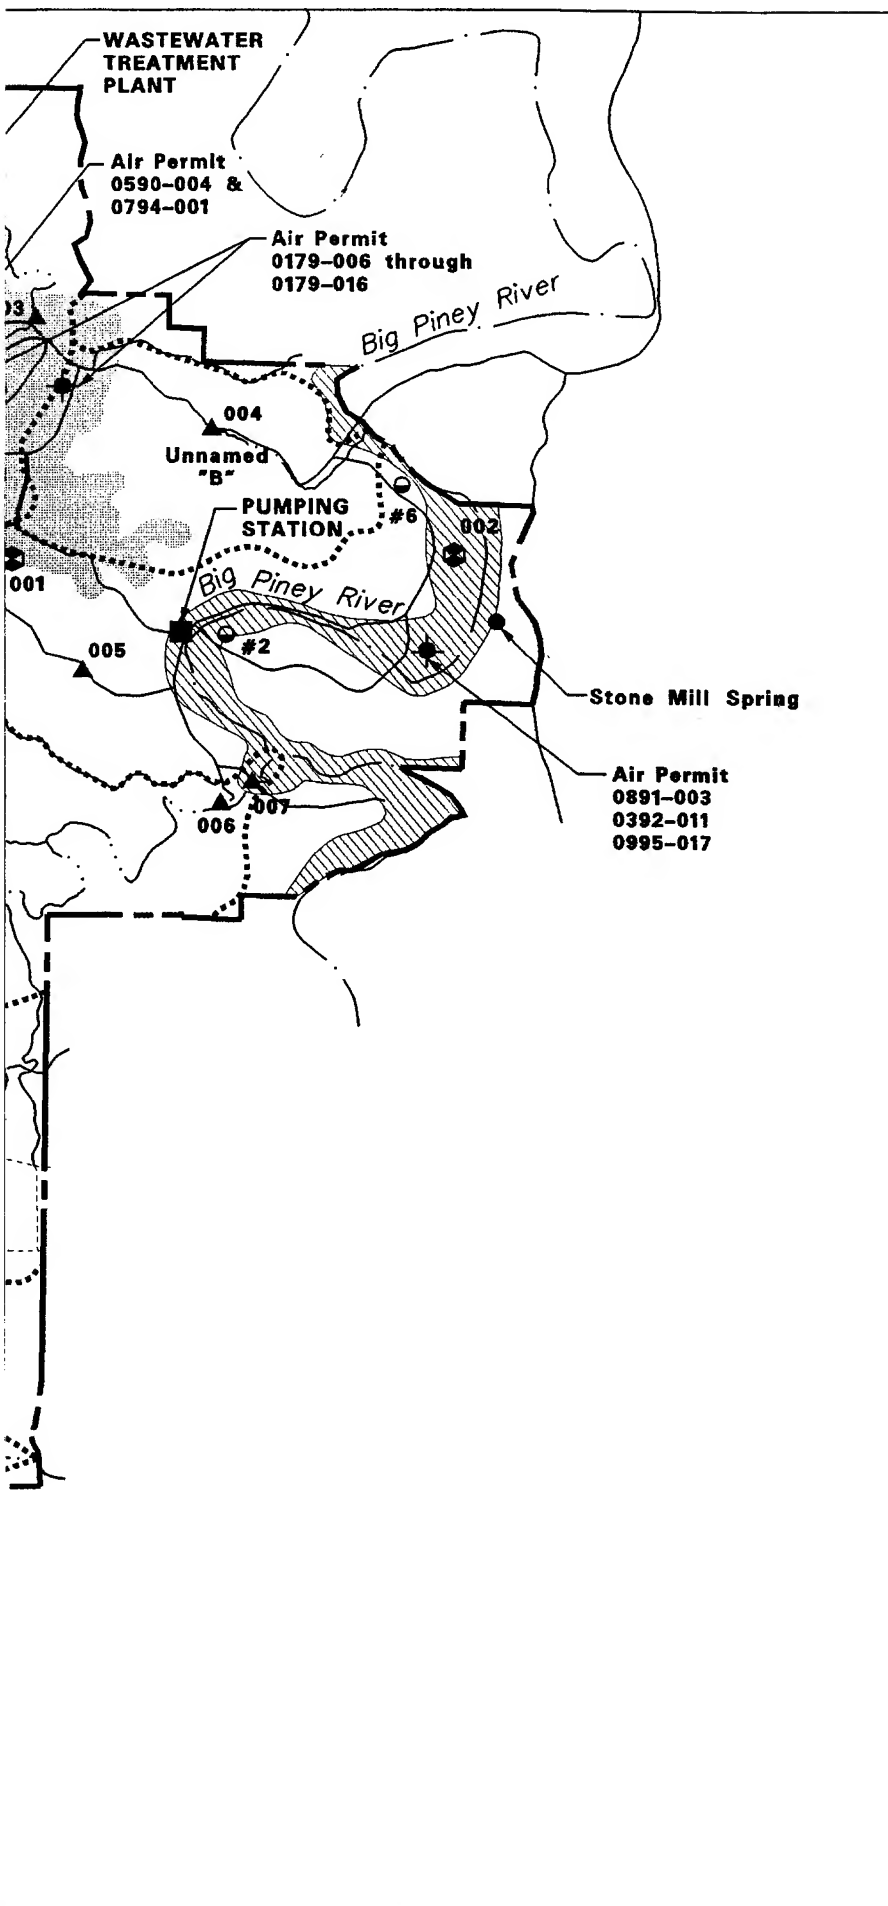 WASTEWATER
TREATMENT
PLANT
Air Permit
0590-004 &
0794-001
Air Permit
0179-006 through
0179-016
03
Big Piney River
004
Unnamed
"B"
PUMPING
STATION
#6
002
001
Big Piney River
005
#2
Stone Mill Spring
Air Permit
0891-003
0392-011
0995-017
007
006